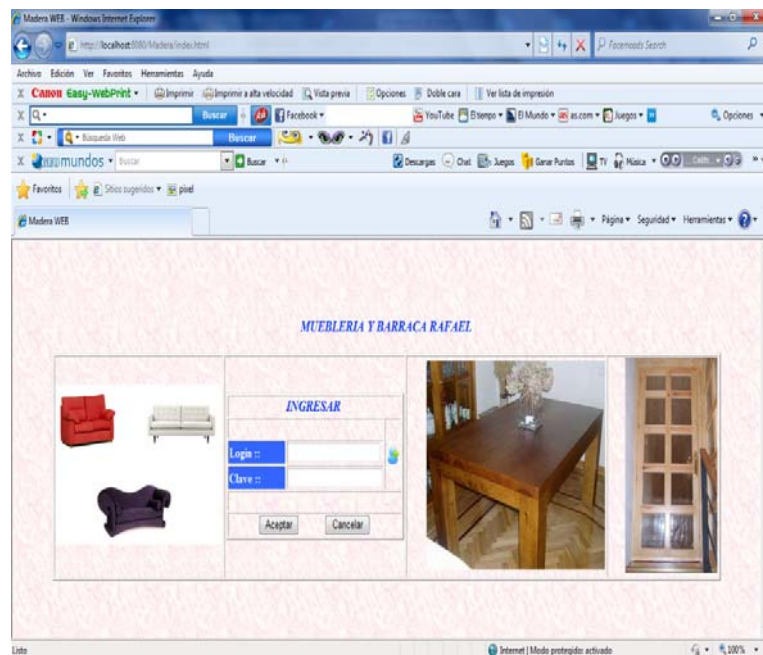 Madera WEB - Windows Internet Explorer
http://localhost:8080/Madera/index.html
Facemoods Search
Archivo Edición Ver Favoritos Herramientas Ayuda
X Canon Easy-WebPrint Imprimir Imprimir a alta velocidad Vista previa Opciones Doble cara Ver lista de impresión
X Buscar Facebook YouTube El tiempo El Mundo as.com Juegos Opciones
X Búsqueda Web Buscar
X mundos Buscar Buscar Descargas Chat Juegos Ganar Puntos TV Música
Favoritos Sitios sugeridos pixel
Madera WEB Página Seguridad Herramientas
MUEBLERIA Y BARRACA RAFAEL
INGRESAR
Login ::
Clave ::
Aceptar Cancelar
Listo Internet | Modo protegido: activado 100%